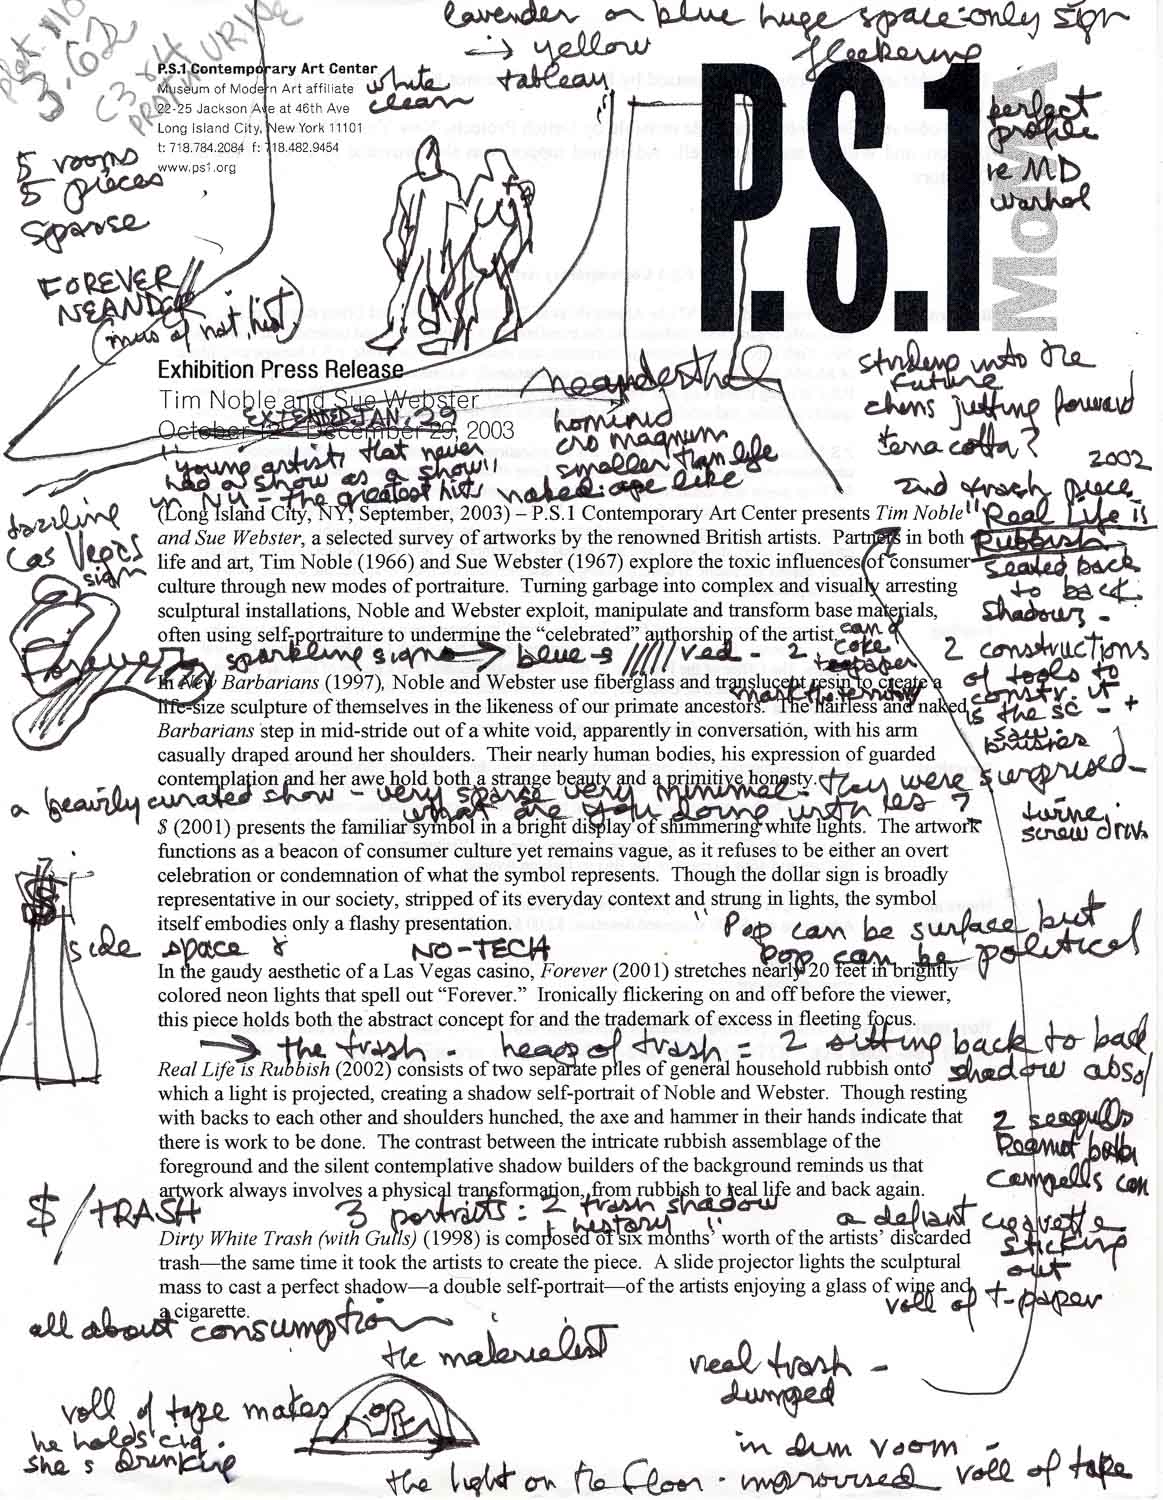 lavender or blue huge space-only sign
→ yellow flickering
tableau
3.62
P.S.1 Contemporary Art Center
Museum of Modern Art affiliate
22-25 Jackson Ave at 46th Ave
Long Island City, New York 11101
t: 718.784.2084 f: 718.482.9454
www.ps1.org
white
clean
P.S.1
MoMA
perfect
profile
re MD
warhol
5 rooms
5 pieces
sparse
FOREVER
(mus of nat. hist)
Exhibition Press Release
Tim Noble and Sue Webster
October 12 – December 29, 2003
EXTENDED JAN. 29
neanderthal
hominid
cro magnum
smaller than life
naked: ape like
striding into the
future
chins jutting forward
terra cotta?
"young artists that never
had a show as a show"
in NY – the greatest hits
2002
2nd trash piece
"Real Life is
Rubbish
seated back
to back
shadows –
2 constructions
of tools to
constr. it
is the sc – +
saw.
brushes
twine.
screw driv.
dazzling
Las Vegas
sign
Forever
(Long Island City, NY, September, 2003) – P.S.1 Contemporary Art Center presents Tim Noble
and Sue Webster, a selected survey of artworks by the renowned British artists. Partners in both
life and art, Tim Noble (1966) and Sue Webster (1967) explore the toxic influences of consumer
culture through new modes of portraiture. Turning garbage into complex and visually arresting
sculptural installations, Noble and Webster exploit, manipulate and transform base materials,
often using self-portraiture to undermine the “celebrated” authorship of the artist.
sparkling signs → blue → red – 2
can of
coke
mark the territory
In New Barbarians (1997), Noble and Webster use fiberglass and translucent resin to create a
life-size sculpture of themselves in the likeness of our primate ancestors. The hairless and naked
Barbarians step in mid-stride out of a white void, apparently in conversation, with his arm
casually draped around her shoulders. Their nearly human bodies, his expression of guarded
contemplation and her awe hold both a strange beauty and a primitive honesty.
a heavily curated show – very sparse very minimal – they were surprised –
what are you doing with us?
$ (2001) presents the familiar symbol in a bright display of shimmering white lights. The artwork
functions as a beacon of consumer culture yet remains vague, as it refuses to be either an overt
celebration or condemnation of what the symbol represents. Though the dollar sign is broadly
representative in our society, stripped of its everyday context and strung in lights, the symbol
itself embodies only a flashy presentation.
$
side space &
NO-TECH
"Pop can be surface but
Pop can be political
In the gaudy aesthetic of a Las Vegas casino, Forever (2001) stretches nearly 20 feet in brightly
colored neon lights that spell out “Forever.” Ironically flickering on and off before the viewer,
this piece holds both the abstract concept for and the trademark of excess in fleeting focus.
→ the trash – heaps of trash 2 sitting back to back
shadow absol
Real Life is Rubbish (2002) consists of two separate piles of general household rubbish onto
which a light is projected, creating a shadow self-portrait of Noble and Webster. Though resting
with backs to each other and shoulders hunched, the axe and hammer in their hands indicate that
there is work to be done. The contrast between the intricate rubbish assemblage of the
foreground and the silent contemplative shadow builders of the background reminds us that
artwork always involves a physical transformation, from rubbish to real life and back again.
2 seagulls
Peanut butter
Campells can
$/TRASH
3 portraits: 2 trash shadow
1 history "
a defiant cigarette
sticking
out
roll of t-paper
Dirty White Trash (with Gulls) (1998) is composed of six months’ worth of the artists’ discarded
trash—the same time it took the artists to create the piece. A slide projector lights the sculptural
mass to cast a perfect shadow—a double self-portrait—of the artists enjoying a glass of wine and
a cigarette.
all about consumption
the materialist
real trash –
dumped
roll of tape makes
he holds cig.
she s drinking
in dim room –
the light on the floor – improvised roll of tape